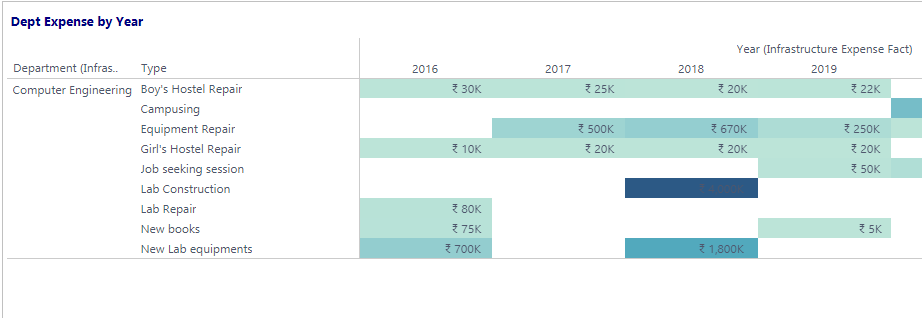 Dept Expense by Year
Year (Infrastructure Expense Fact)
Department (Infras.. Type 2016 2017 2018 2019
Computer Engineering Boy's Hostel Repair ₹ 30K ₹ 25K ₹ 20K ₹ 22K
Campusing
Equipment Repair ₹ 500K ₹ 670K ₹ 250K
Girl's Hostel Repair ₹ 10K ₹ 20K ₹ 20K ₹ 20K
Job seeking session ₹ 50K
Lab Construction
Lab Repair ₹ 80K
New books ₹ 75K ₹ 5K
New Lab equipments ₹ 700K ₹ 1,800K